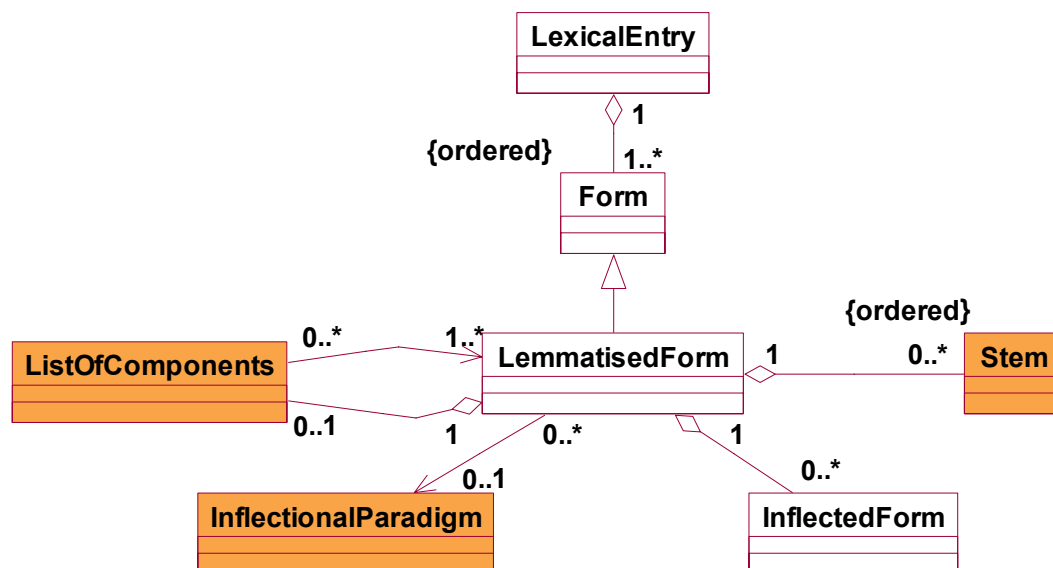 LexicalEntry
1
{ordered}
1..*
Form
{ordered}
0..*
1..*
1
0..*
ListOfComponents
LemmatisedForm
Stem
0..1
1
0..*
1
0..1
0..*
InflectionalParadigm
InflectedForm